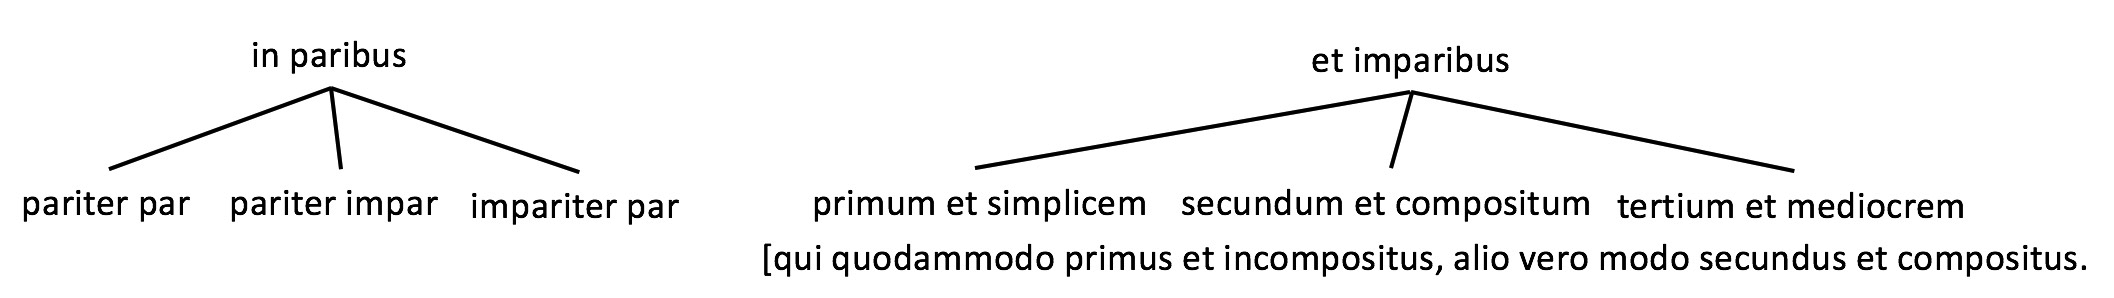 in paribus
et imparibus
pariter par
pariter impar
impariter par
primum et simplicem
secundum et compositum
tertium et mediocrem
[qui quodammodo primus et incompositus, alio vero modo secundus et compositus.